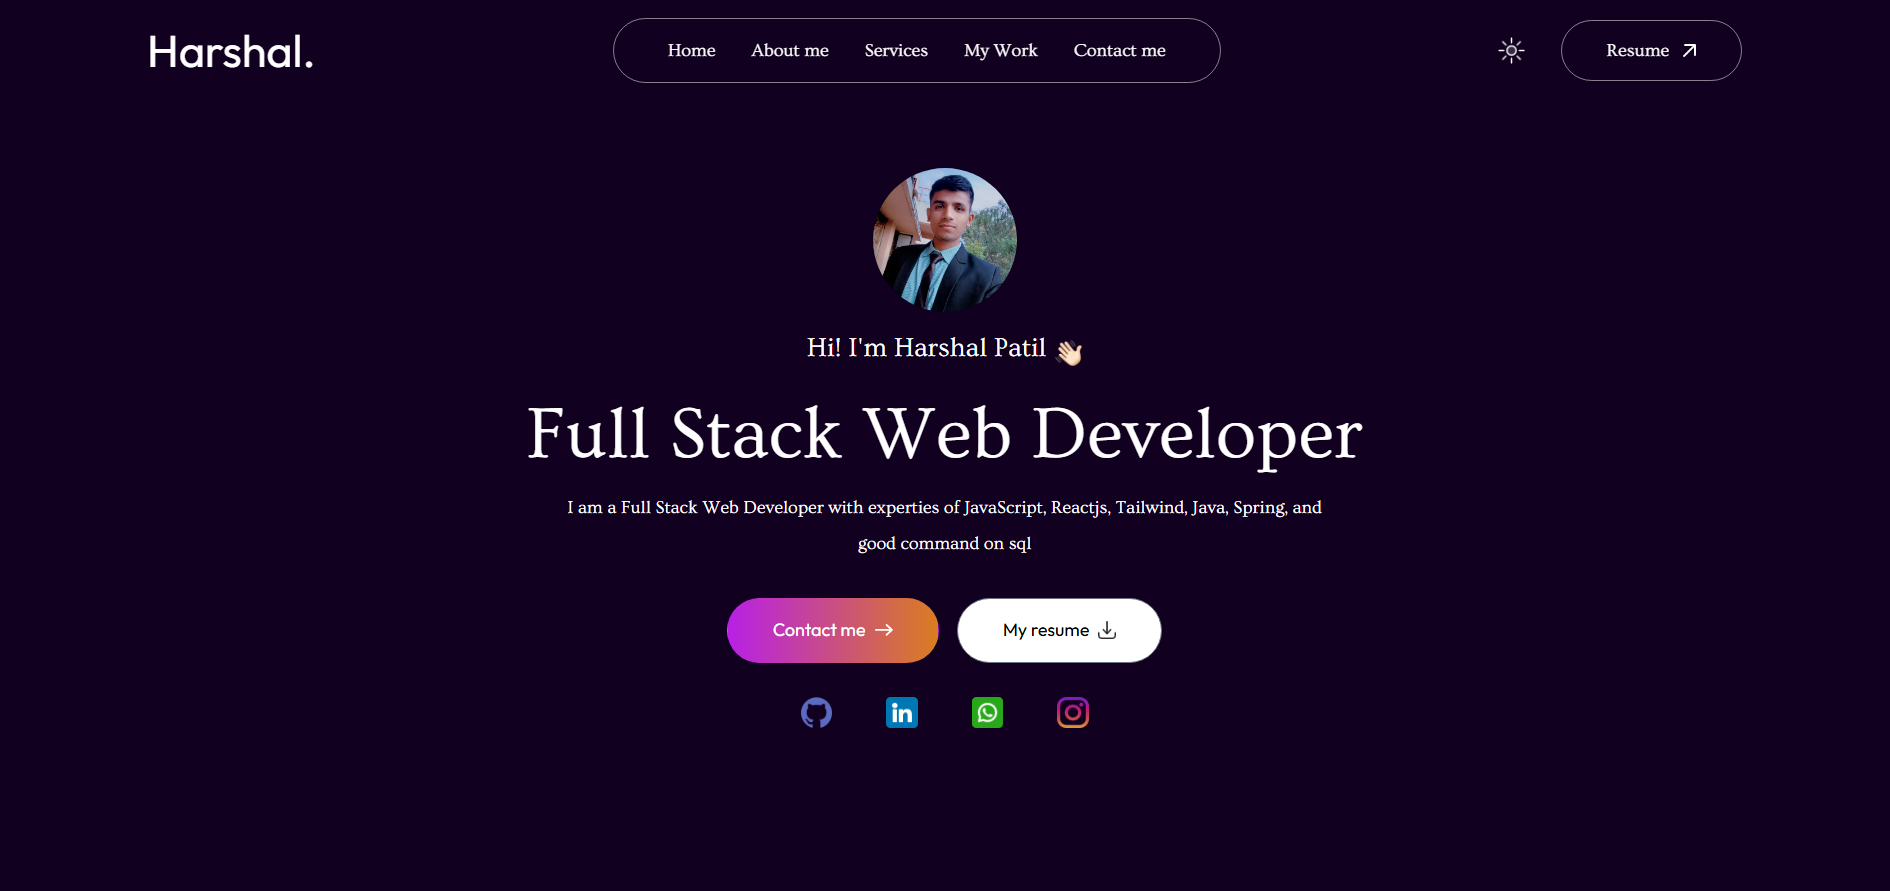 Harshal.
Home About me Services My Work Contact me
Resume
Hi! I'm Harshal Patil
Full Stack Web Developer
I am a Full Stack Web Developer with experties of JavaScript, Reactjs, Tailwind, Java, Spring, and
good command on sql
Contact me
My resume
in